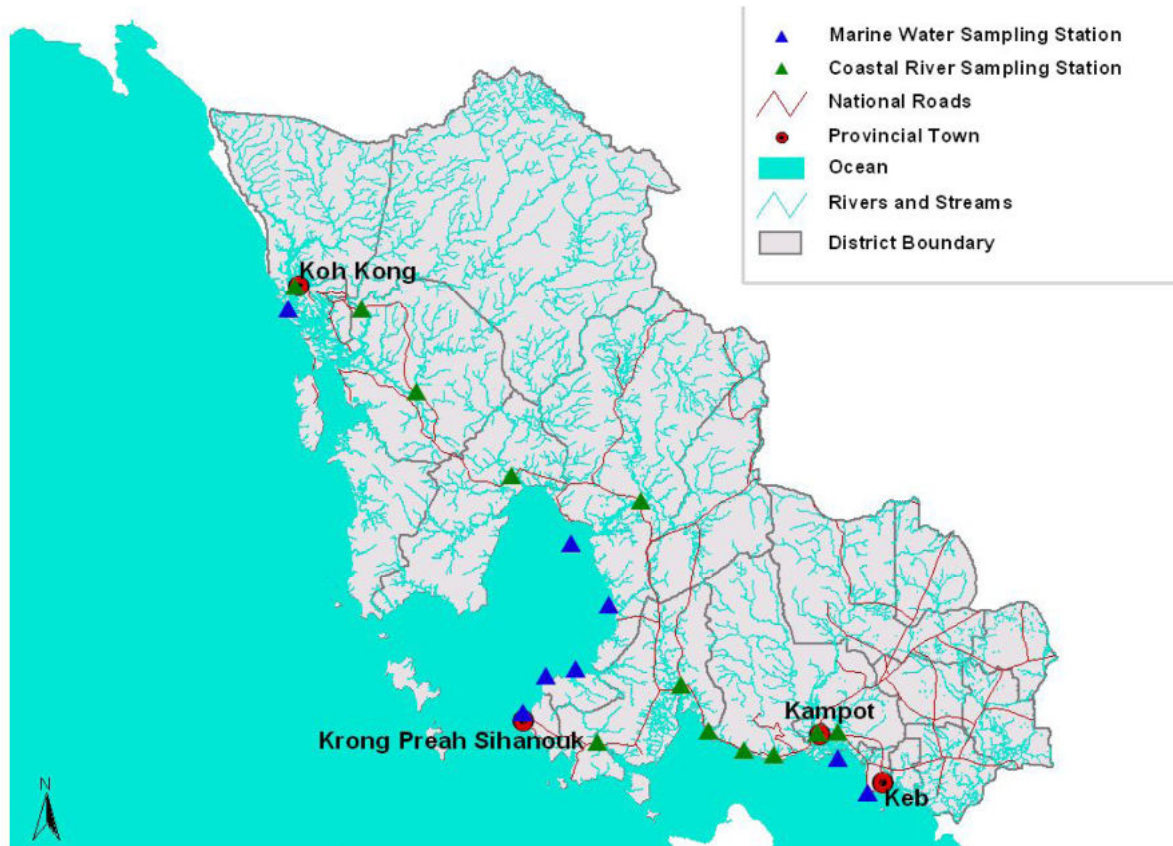 Marine Water Sampling Station
Coastal River Sampling Station
National Roads
Provincial Town
Ocean
Rivers and Streams
District Boundary
Koh Kong
Kampot
Krong Preah Sihanouk
Keb
N